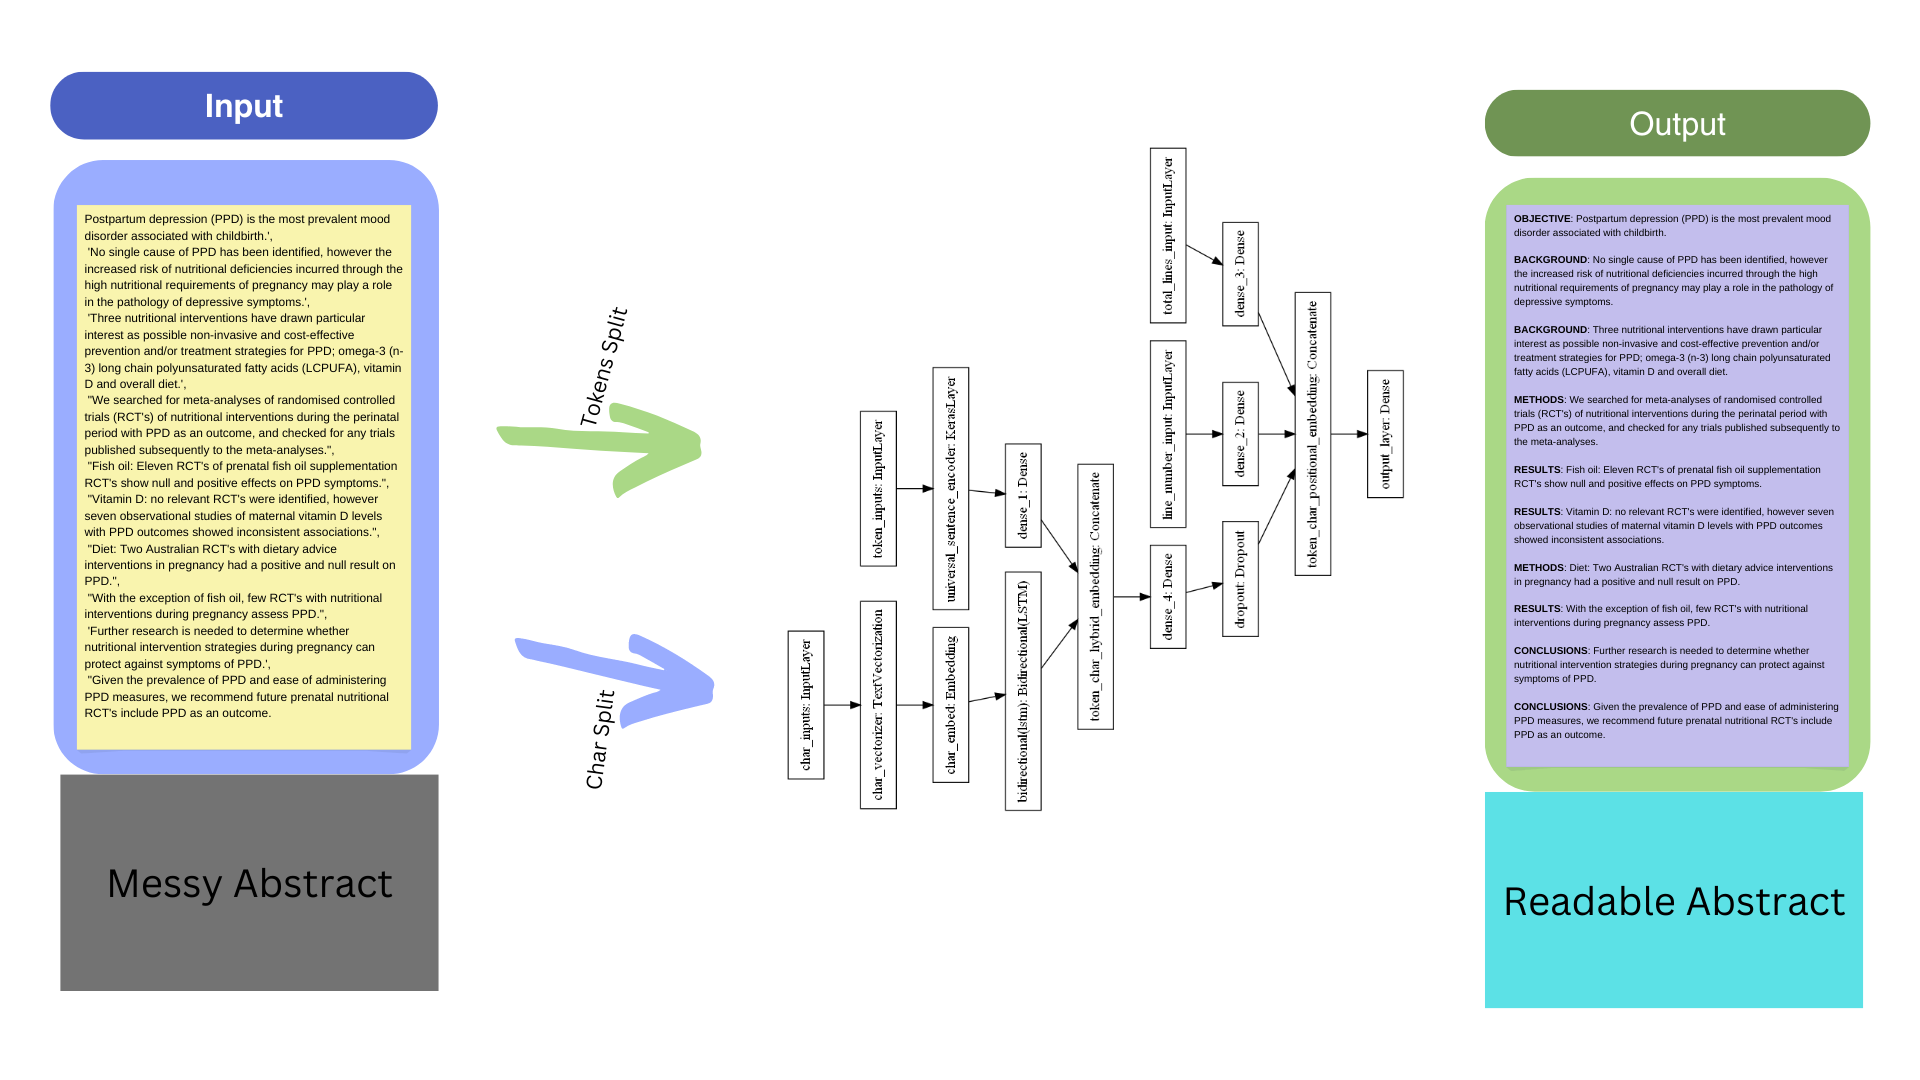 Input
Postpartum depression (PPD) is the most prevalent mood
disorder associated with childbirth.',
'No single cause of PPD has been identified, however the
increased risk of nutritional deficiencies incurred through the
high nutritional requirements of pregnancy may play a role
in the pathology of depressive symptoms.',
'Three nutritional interventions have drawn particular
interest as possible non-invasive and cost-effective
prevention and/or treatment strategies for PPD; omega-3 (n-
3) long chain polyunsaturated fatty acids (LCPUFA), vitamin
D and overall diet.',
"We searched for meta-analyses of randomised controlled
trials (RCT's) of nutritional interventions during the perinatal
period with PPD as an outcome, and checked for any trials
published subsequently to the meta-analyses.",
"Fish oil: Eleven RCT's of prenatal fish oil supplementation
RCT's show null and positive effects on PPD symptoms.",
"Vitamin D: no relevant RCT's were identified, however
seven observational studies of maternal vitamin D levels
with PPD outcomes showed inconsistent associations.",
"Diet: Two Australian RCT's with dietary advice
interventions in pregnancy had a positive and null result on
PPD.",
"With the exception of fish oil, few RCT's with nutritional
interventions during pregnancy assess PPD.",
'Further research is needed to determine whether
nutritional intervention strategies during pregnancy can
protect against symptoms of PPD.',
"Given the prevalence of PPD and ease of administering
PPD measures, we recommend future prenatal nutritional
RCT's include PPD as an outcome.
Messy Abstract
Tokens Split
Char Split
char_inputs: InputLayer
token_inputs: InputLayer
char_vectorizer: TextVectorization
universal_sentence_encoder: KerasLayer
char_embed: Embedding
dense_1: Dense
bidirectional(lstm): Bidirectional(LSTM)
token_char_hybrid_embedding: Concatenate
total_lines_input: InputLayer
line_number_input: InputLayer
dense_4: Dense
dense_3: Dense
dense_2: Dense
dropout: Dropout
token_char_positional_embedding: Concatenate
output_layer: Dense
Output
OBJECTIVE: Postpartum depression (PPD) is the most prevalent mood
disorder associated with childbirth.
BACKGROUND: No single cause of PPD has been identified, however
the increased risk of nutritional deficiencies incurred through the high
nutritional requirements of pregnancy may play a role in the pathology of
depressive symptoms.
BACKGROUND: Three nutritional interventions have drawn particular
interest as possible non-invasive and cost-effective prevention and/or
treatment strategies for PPD; omega-3 (n-3) long chain polyunsaturated
fatty acids (LCPUFA), vitamin D and overall diet.
METHODS: We searched for meta-analyses of randomised controlled
trials (RCT's) of nutritional interventions during the perinatal period with
PPD as an outcome, and checked for any trials published subsequently to
the meta-analyses.
RESULTS: Fish oil: Eleven RCT's of prenatal fish oil supplementation
RCT's show null and positive effects on PPD symptoms.
RESULTS: Vitamin D: no relevant RCT's were identified, however seven
observational studies of maternal vitamin D levels with PPD outcomes
showed inconsistent associations.
METHODS: Diet: Two Australian RCT's with dietary advice interventions
in pregnancy had a positive and null result on PPD.
RESULTS: With the exception of fish oil, few RCT's with nutritional
interventions during pregnancy assess PPD.
CONCLUSIONS: Further research is needed to determine whether
nutritional intervention strategies during pregnancy can protect against
symptoms of PPD.
CONCLUSIONS: Given the prevalence of PPD and ease of administering
PPD measures, we recommend future prenatal nutritional RCT's include
PPD as an outcome.
Readable Abstract